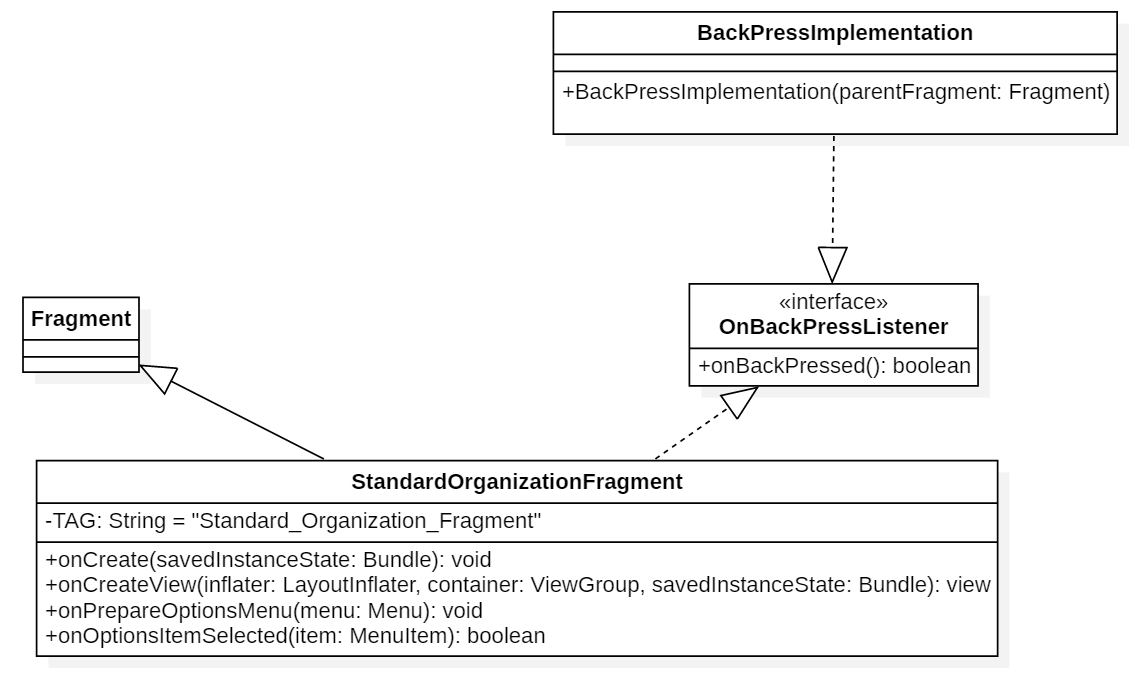 BackPressImplementation
+BackPressImplementation(parentFragment: Fragment)
Fragment
«interface»
OnBackPressListener
+onBackPressed(): boolean
StandardOrganizationFragment
-TAG: String = "Standard_Organization_Fragment"
+onCreate(savedInstanceState: Bundle): void
+onCreateView(inflater: LayoutInflater, container: ViewGroup, savedInstanceState: Bundle): view
+onPrepareOptionsMenu(menu: Menu): void
+onOptionsItemSelected(item: MenuItem): boolean